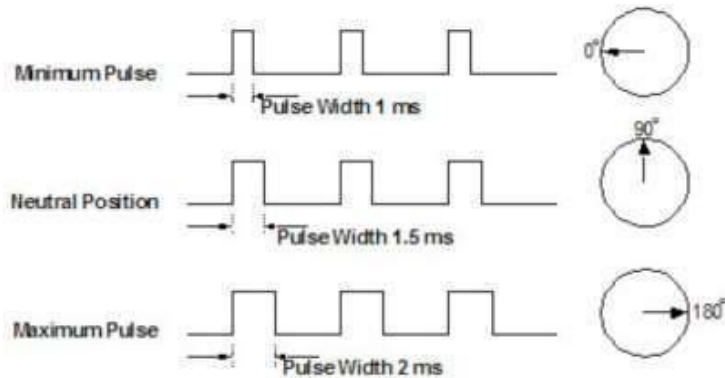 Minimum Pulse
0°
Pulse Width 1 ms
90°
Neutral Position
Pulse Width 1.5 ms
Maximum Pulse
180°
Pulse Width 2 ms